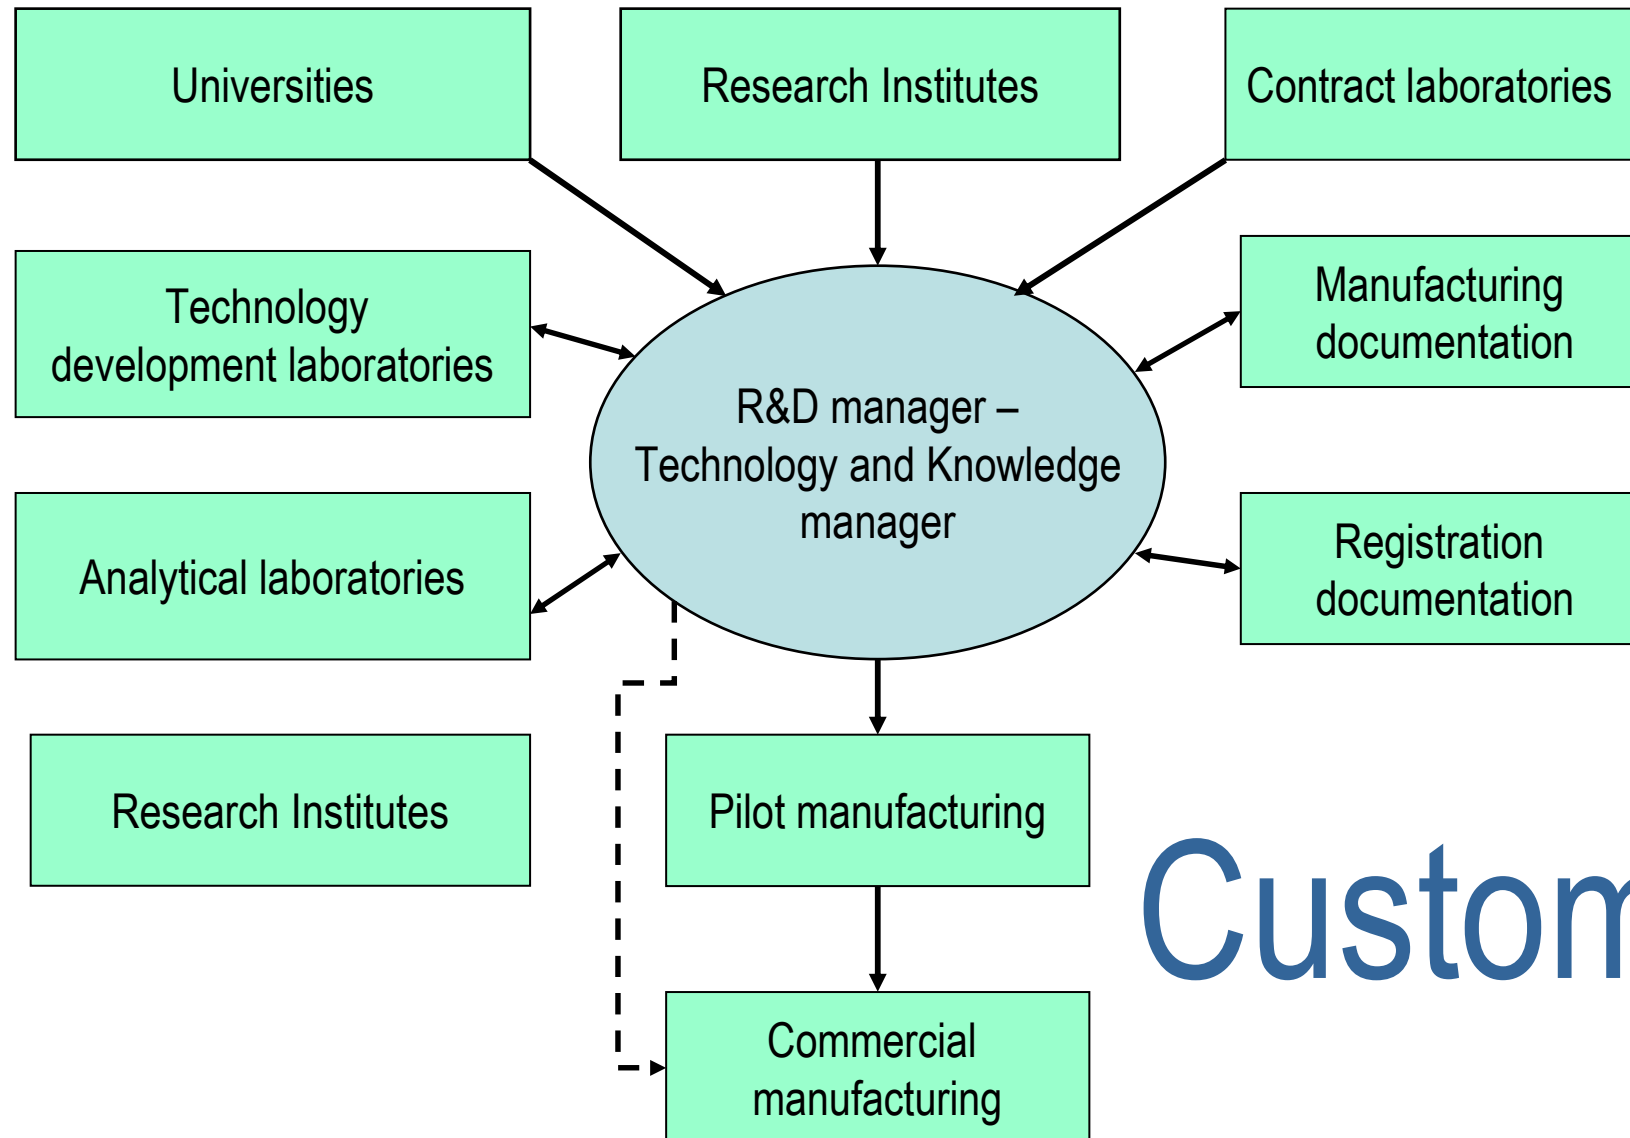 Universities
Research Institutes
Contract laboratories
Technology
development laboratories
Manufacturing
documentation
R&D manager –
Technology and Knowledge
manager
Analytical laboratories
Registration
documentation
Research Institutes
Pilot manufacturing
Custom
Commercial
manufacturing